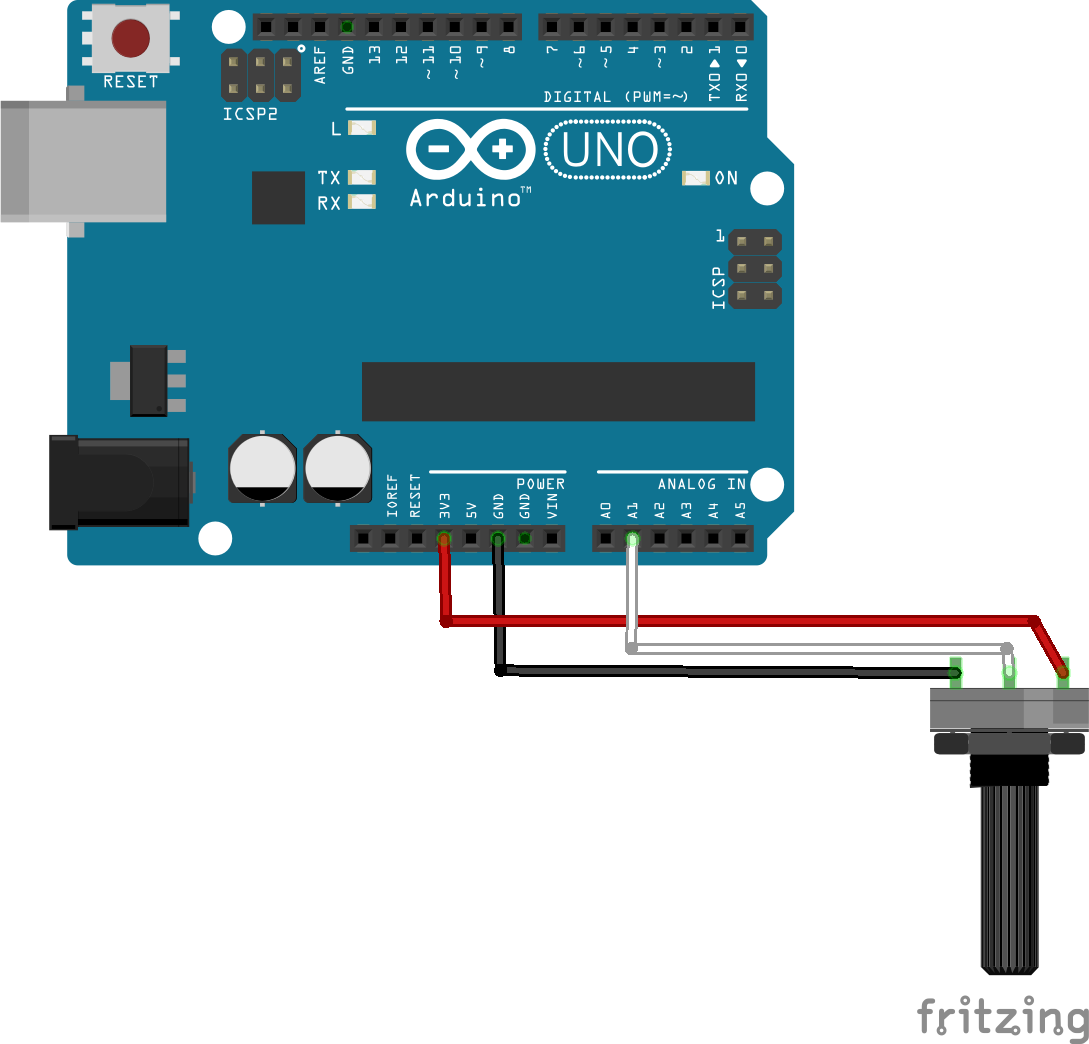 RESET
ICSP2
AREF
GND
13
12
~11
~10
~9
8
7
~6
~5
4
~3
2
TX0▶1
RX0◀0
DIGITAL (PWM=~)
L
TX
RX
UNO
Arduino™
ON
1
ICSP
IOREF
RESET
3V3
5V
GND
GND
VIN
POWER
ANALOG IN
A0
A1
A2
A3
A4
A5
fritzing